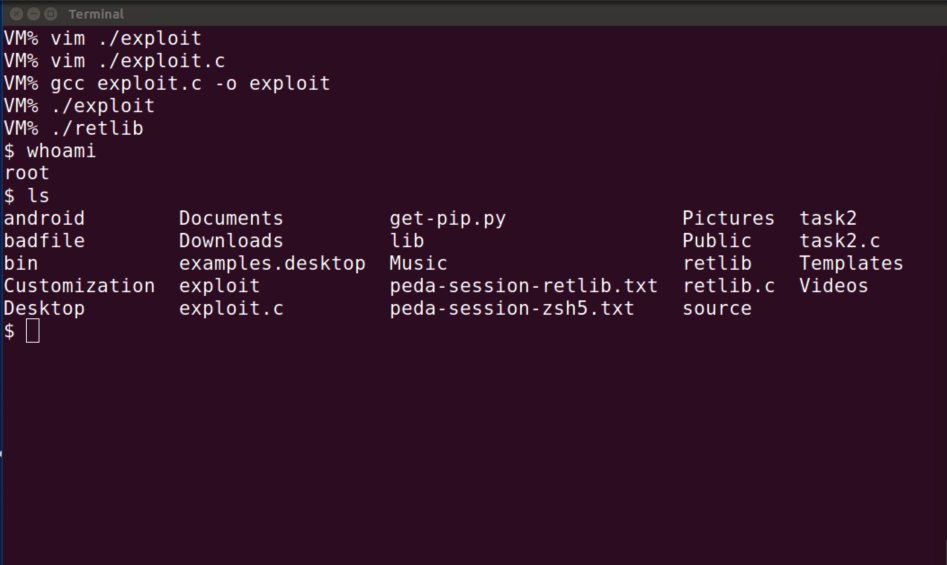 Terminal
VM% vim ./exploit
VM% vim ./exploit.c
VM% gcc exploit.c -o exploit
VM% ./exploit
VM% ./retlib
$ whoami
root
$ ls
android Documents get-pip.py Pictures task2
badfile Downloads lib Public task2.c
bin examples.desktop Music retlib Templates
Customization exploit peda-session-retlib.txt retlib.c Videos
Desktop exploit.c peda-session-zsh5.txt source
$